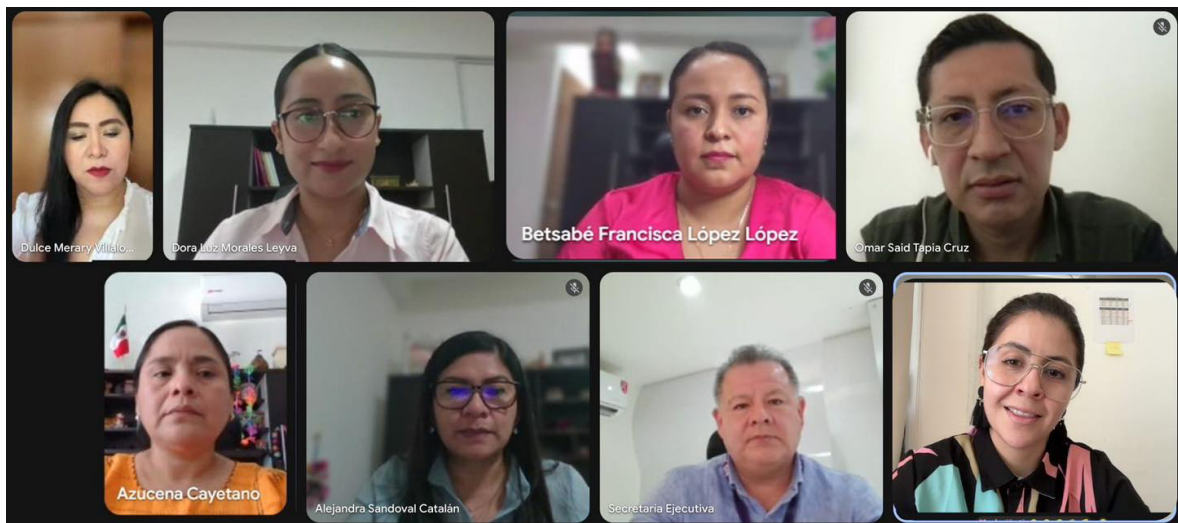 Dulce Merary Villalo...
Dora Luz Morales Leyva
Betsabé Francisca López López
Omar Said Tapia Cruz
Azucena Cayetano
Alejandra Sandoval Catalán
Secretaría Ejecutiva